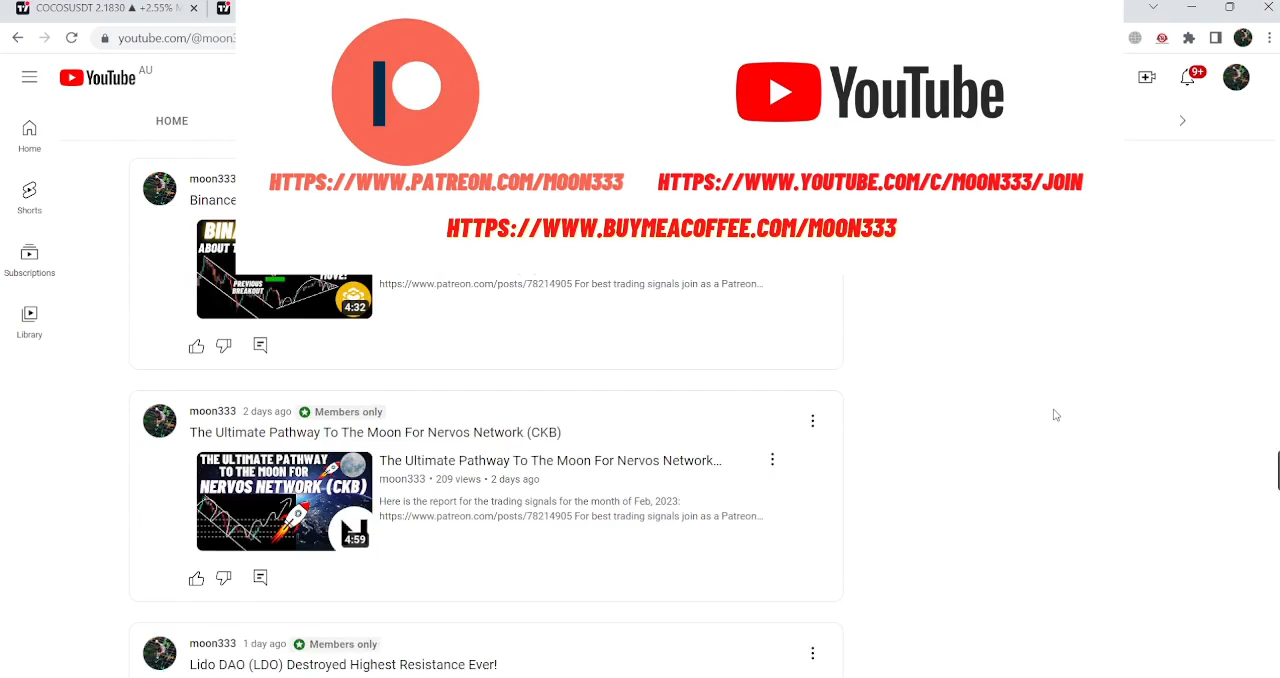 COCOSUSDT 2.1830 ▲ +2.55%
youtube.com/@moon3
YouTube AU
9+
HOME
YouTube
HTTPS://WWW.PATREON.COM/MOON333
HTTPS://WWW.YOUTUBE.COM/C/MOON333/JOIN
HTTPS://WWW.BUYMEACOFFEE.COM/MOON333
Home
Shorts
Subscriptions
Library
moon333
Binance
BIN
ABOUT T
MOVE!
PREVIOUS
BREAKOUT
4:32
https://www.patreon.com/posts/78214905 For best trading signals join as a Patreon...
moon333 2 days ago Members only
The Ultimate Pathway To The Moon For Nervos Network (CKB)
THE ULTIMATE PATHWAY
TO THE MOON FOR
NERVOS NETWORK (CKB)
4:59
The Ultimate Pathway To The Moon For Nervos Network...
moon333 • 209 views • 2 days ago
Here is the report for the trading signals for the month of Feb, 2023:
https://www.patreon.com/posts/78214905 For best trading signals join as a Patreon...
moon333 1 day ago Members only
Lido DAO (LDO) Destroyed Highest Resistance Ever!